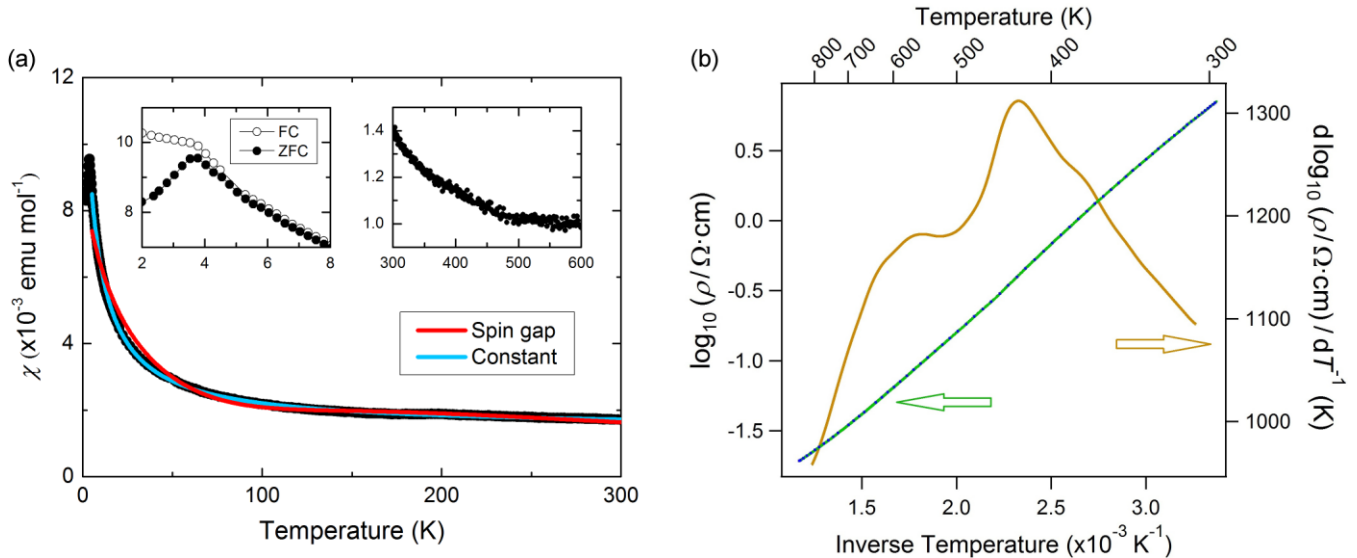 (a)
12
8
4
0
χ (x10⁻³ emu mol⁻¹)
0 100 200 300
Temperature (K)
10
8
2 4 6 8
FC
ZFC
1.4
1.2
1.0
300 400 500 600
Spin gap
Constant
(b)
Temperature (K)
800 700 600 500 400 300
0.5
0.0
-0.5
-1.0
-1.5
log₁₀ (ρ/Ω·cm)
1300
1200
1100
1000
d log₁₀ (ρ/Ω·cm) / dT⁻¹ (K)
1.5 2.0 2.5 3.0
Inverse Temperature (x10⁻³ K⁻¹)